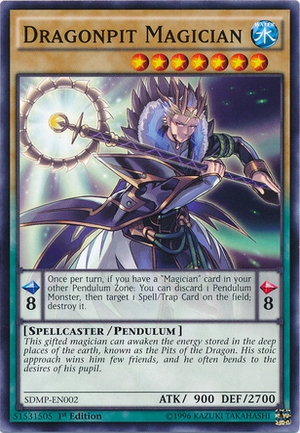 Dragonpit Magician
WATER
水
Once per turn, if you have a "Magician" card in your
other Pendulum Zone: You can discard 1 Pendulum
Monster, then target 1 Spell/Trap Card on the field;
destroy it.
8
8
[SPELLCASTER / PENDULUM]
This gifted magician can awaken the energy stored in the deep
places of the earth, known as the Pits of the Dragon. His stoic
approach wins him few friends, and he often bends to the
desires of his pupil.
SDMP-EN002
ATK/ 900 DEF/2700
51531505 1st Edition
©1996 KAZUKI TAKAHASHI